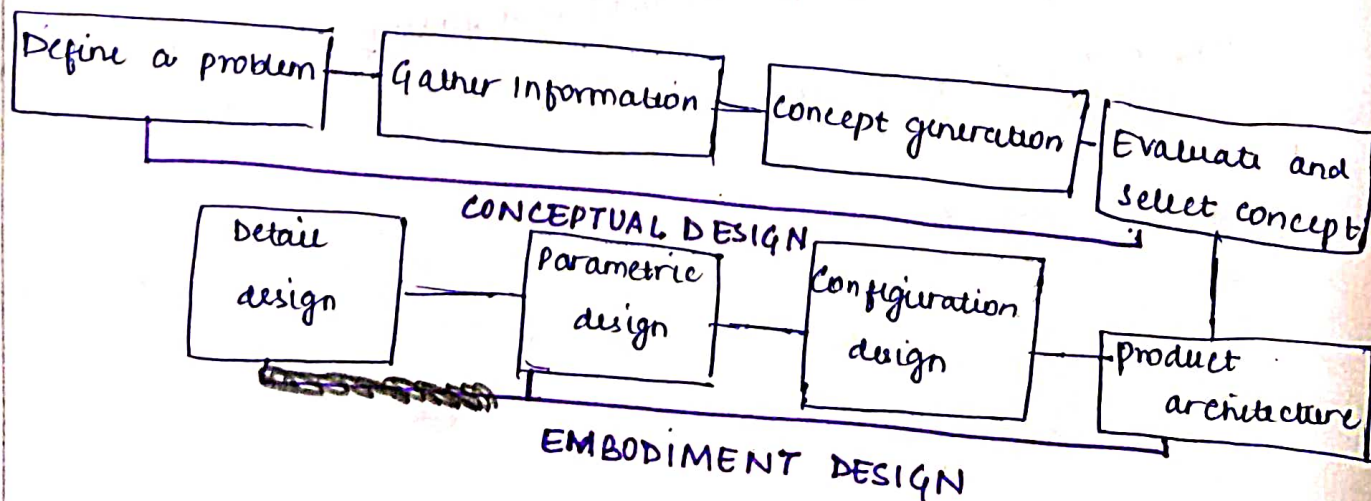 Define a problem
Gather Information
Concept generation
Evaluate and
select concept
CONCEPTUAL DESIGN
Detail
design
Parametric
design
Configuration
design
product
architecture
EMBODIMENT DESIGN